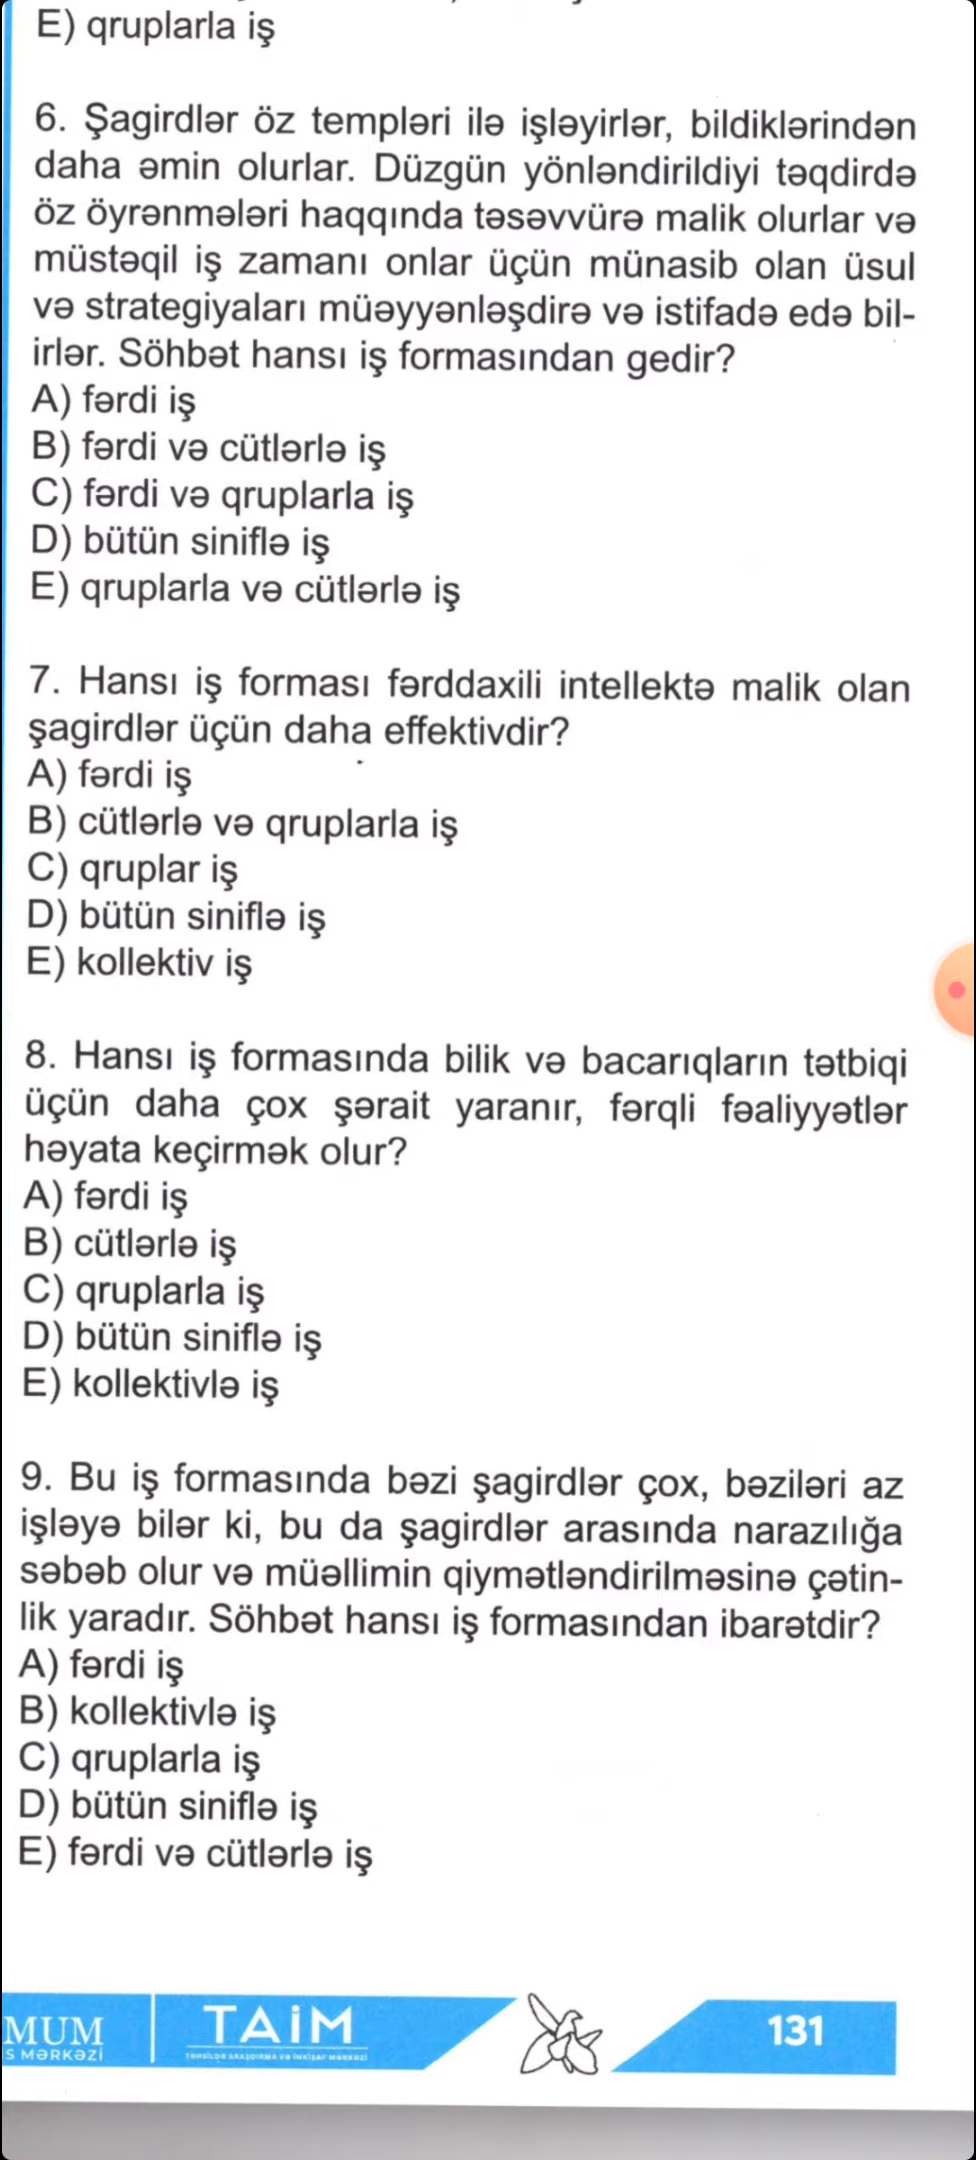 E) qruplarla iş
6. Şagirdlər öz templəri ilə işləyirlər, bildiklərindən
daha əmin olurlar. Düzgün yönləndirildiyi təqdirdə
öz öyrənmələri haqqında təsəvvürə malik olurlar və
müstəqil iş zamanı onlar üçün münasib olan üsul
və strategiyaları müəyyənləşdirə və istifadə edə bil-
irlər. Söhbət hansı iş formasından gedir?
A) fərdi iş
B) fərdi və cütlərlə iş
C) fərdi və qruplarla iş
D) bütün siniflə iş
E) qruplarla və cütlərlə iş
7. Hansı iş forması fərddaxili intellektə malik olan
şagirdlər üçün daha effektivdir?
A) fərdi iş
B) cütlərlə və qruplarla iş
C) qruplar iş
D) bütün siniflə iş
E) kollektiv iş
8. Hansı iş formasında bilik və bacarıqların tətbiqi
üçün daha çox şərait yaranır, fərqli fəaliyyətlər
həyata keçirmək olur?
A) fərdi iş
B) cütlərlə iş
C) qruplarla iş
D) bütün siniflə iş
E) kollektivlə iş
9. Bu iş formasında bəzi şagirdlər çox, bəziləri az
işləyə bilər ki, bu da şagirdlər arasında narazılığa
səbəb olur və müəllimin qiymətləndirilməsinə çətin-
lik yaradır. Söhbət hansı iş formasından ibarətdir?
A) fərdi iş
B) kollektivlə iş
C) qruplarla iş
D) bütün siniflə iş
E) fərdi və cütlərlə iş
MUM
S MƏRKƏZİ
TAİM
TƏHSİLDƏ ARAŞDIRMA VƏ İNKİŞAF MƏRKƏZİ
131